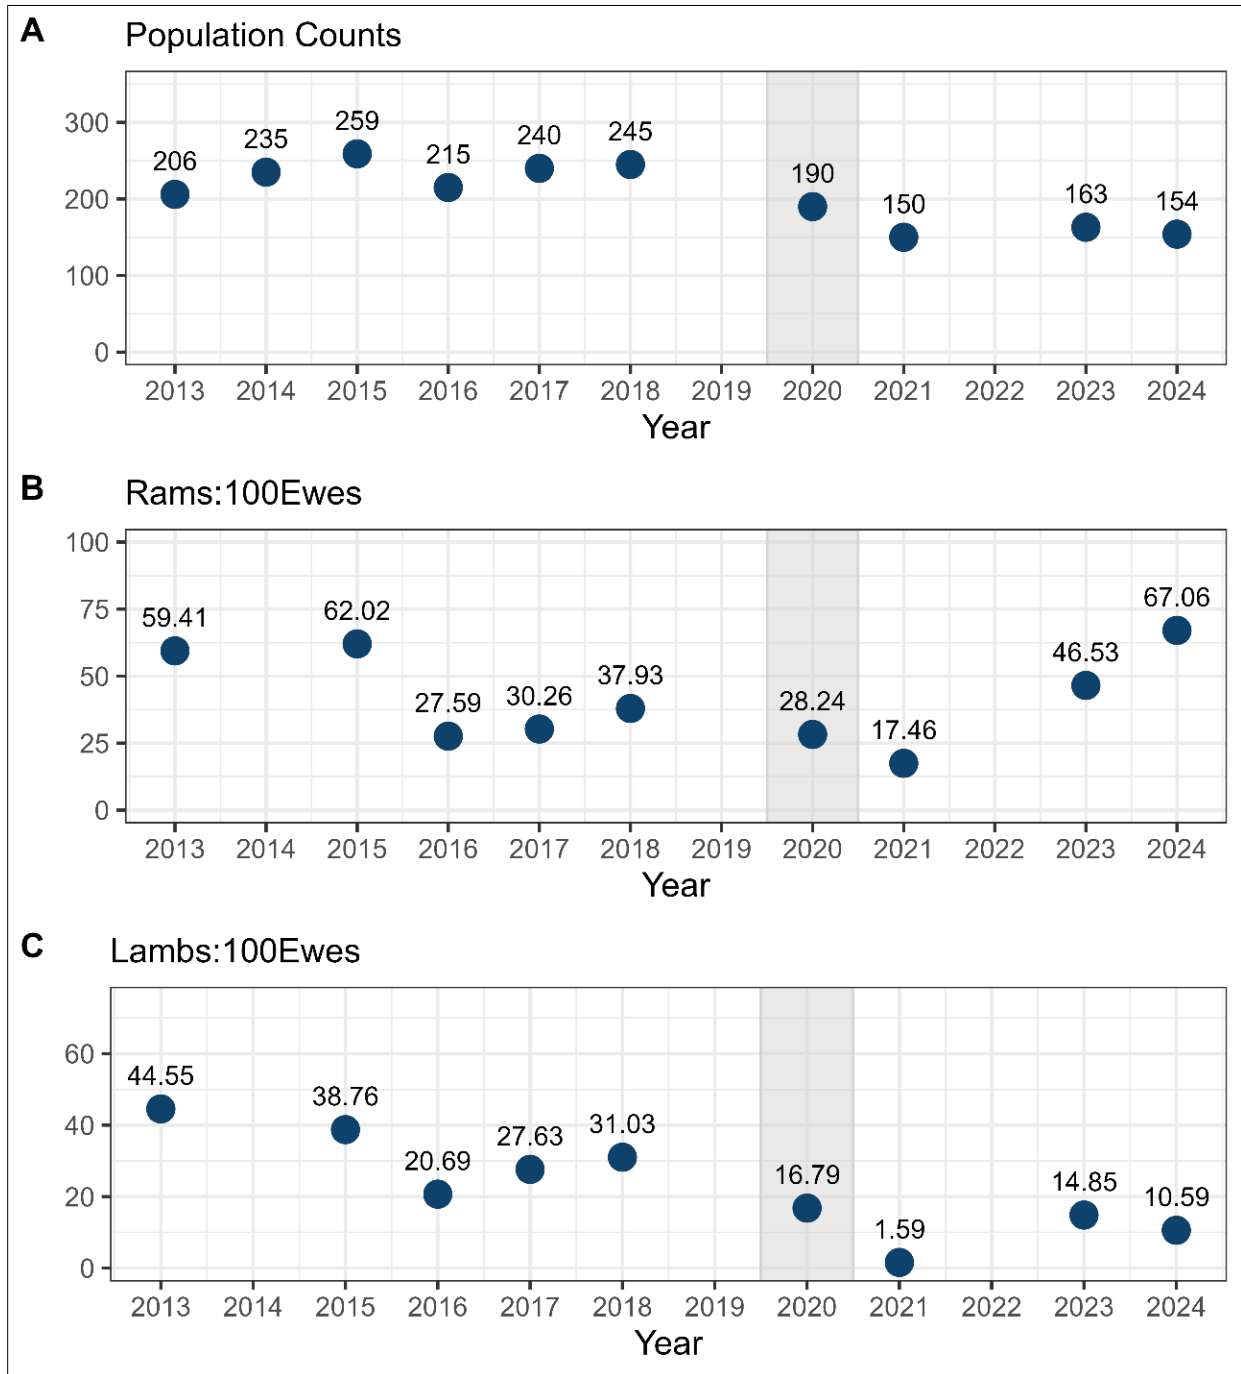 A Population Counts
300
200
100
0
206 235 259 215 240 245 190 150 163 154
2013 2014 2015 2016 2017 2018 2019 2020 2021 2022 2023 2024
Year
B Rams:100Ewes
100
75
50
25
0
59.41 62.02 27.59 30.26 37.93 28.24 17.46 46.53 67.06
2013 2014 2015 2016 2017 2018 2019 2020 2021 2022 2023 2024
Year
C Lambs:100Ewes
60
40
20
0
44.55 38.76 20.69 27.63 31.03 16.79 1.59 14.85 10.59
2013 2014 2015 2016 2017 2018 2019 2020 2021 2022 2023 2024
Year